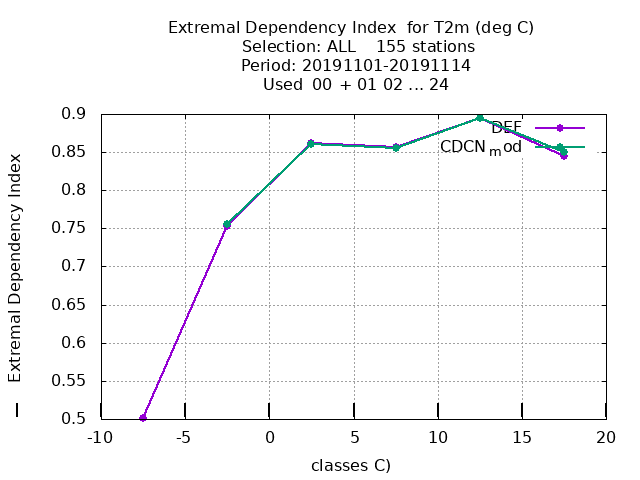 Extremal Dependency Index for T2m (deg C)
Selection: ALL 155 stations
Period: 20191101-20191114
Used 00 + 01 02 ... 24
Extremal Dependency Index
0.9
0.85
0.8
0.75
0.7
0.65
0.6
0.55
0.5
DEF
CDCNmod
-10
-5
0
5
10
15
20
classes C)